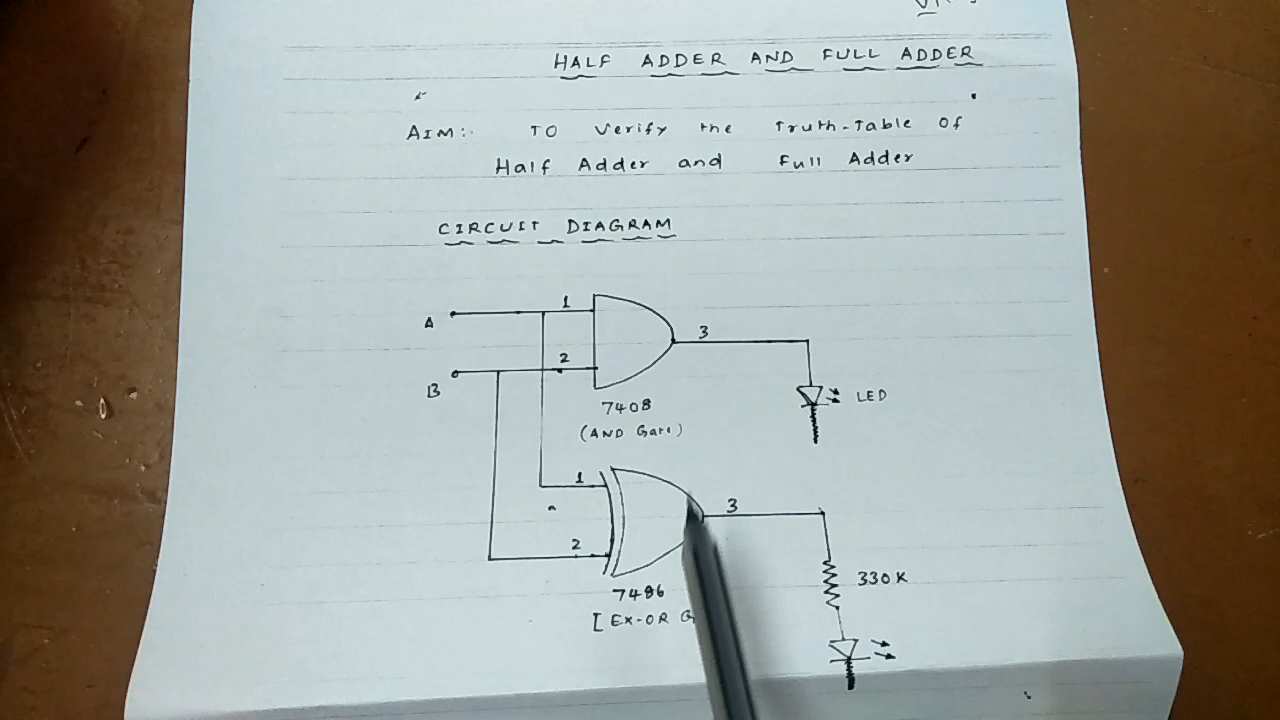 HALF ADDER AND FULL ADDER
AIM: TO Verify the Truth-Table of
Half Adder and Full Adder
CIRCUIT DIAGRAM
A
1
3
B
2
LED
7408
(AND Gate)
1
3
2
330K
7486
[EX-OR G